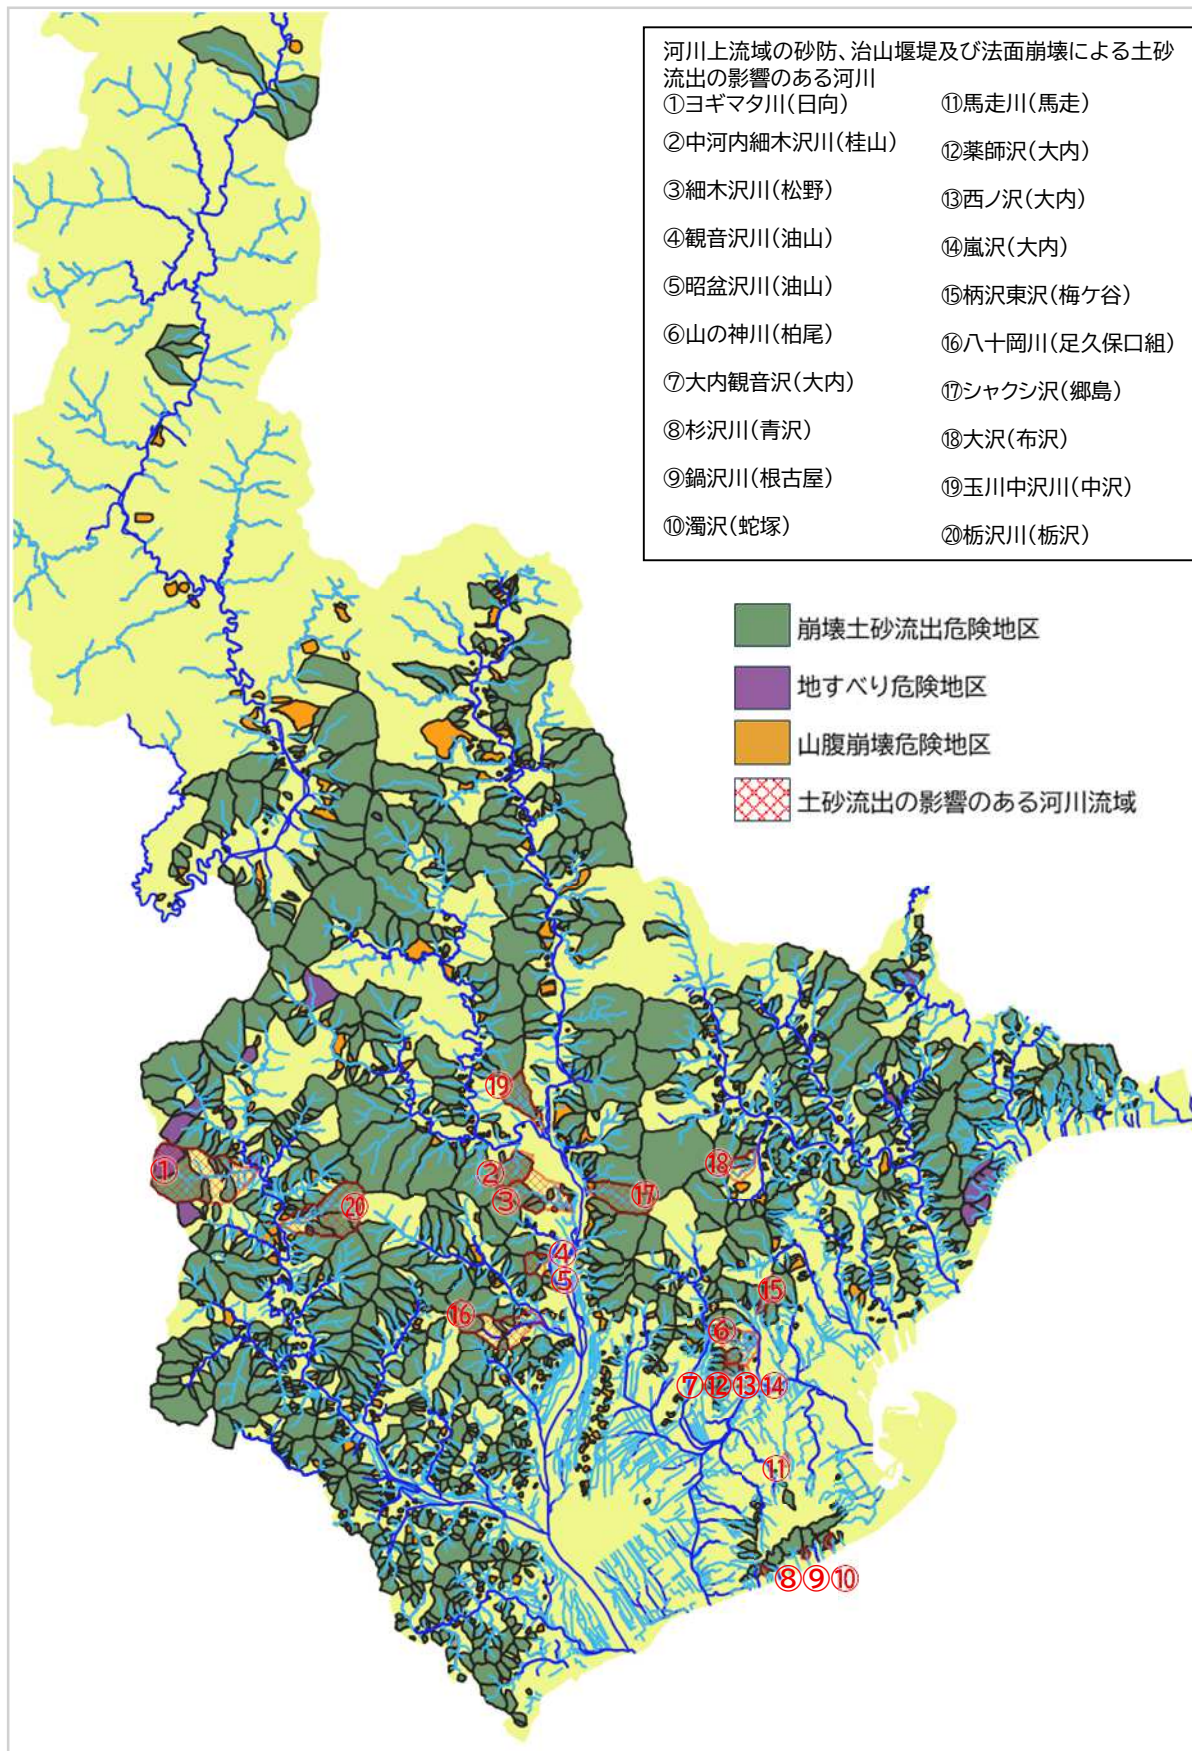 河川上流域の砂防、治山堰堤及び法面崩壊による土砂
流出の影響のある河川
①ヨギマタ川(日向)
②中河内細木沢川(桂山)
③細木沢川(松野)
④観音沢川(油山)
⑤昭盆沢川(油山)
⑥山の神川(柏尾)
⑦大内観音沢(大内)
⑧杉沢川(青沢)
⑨鍋沢川(根古屋)
⑩濁沢(蛇塚)
⑪馬走川(馬走)
⑫薬師沢(大内)
⑬西ノ沢(大内)
⑭嵐沢(大内)
⑮柄沢東沢(梅ケ谷)
⑯八十岡川(足久保口組)
⑰シャクシ沢(郷島)
⑱大沢(布沢)
⑲玉川中沢川(中沢)
⑳栃沢川(栃沢)
崩壊土砂流出危険地区
地すべり危険地区
山腹崩壊危険地区
土砂流出の影響のある河川流域
⑲
⑱
①
②
⑰
③
⑳
④
⑤
⑮
⑯
⑥
⑦⑫⑬⑭
⑪
⑧⑨⑩